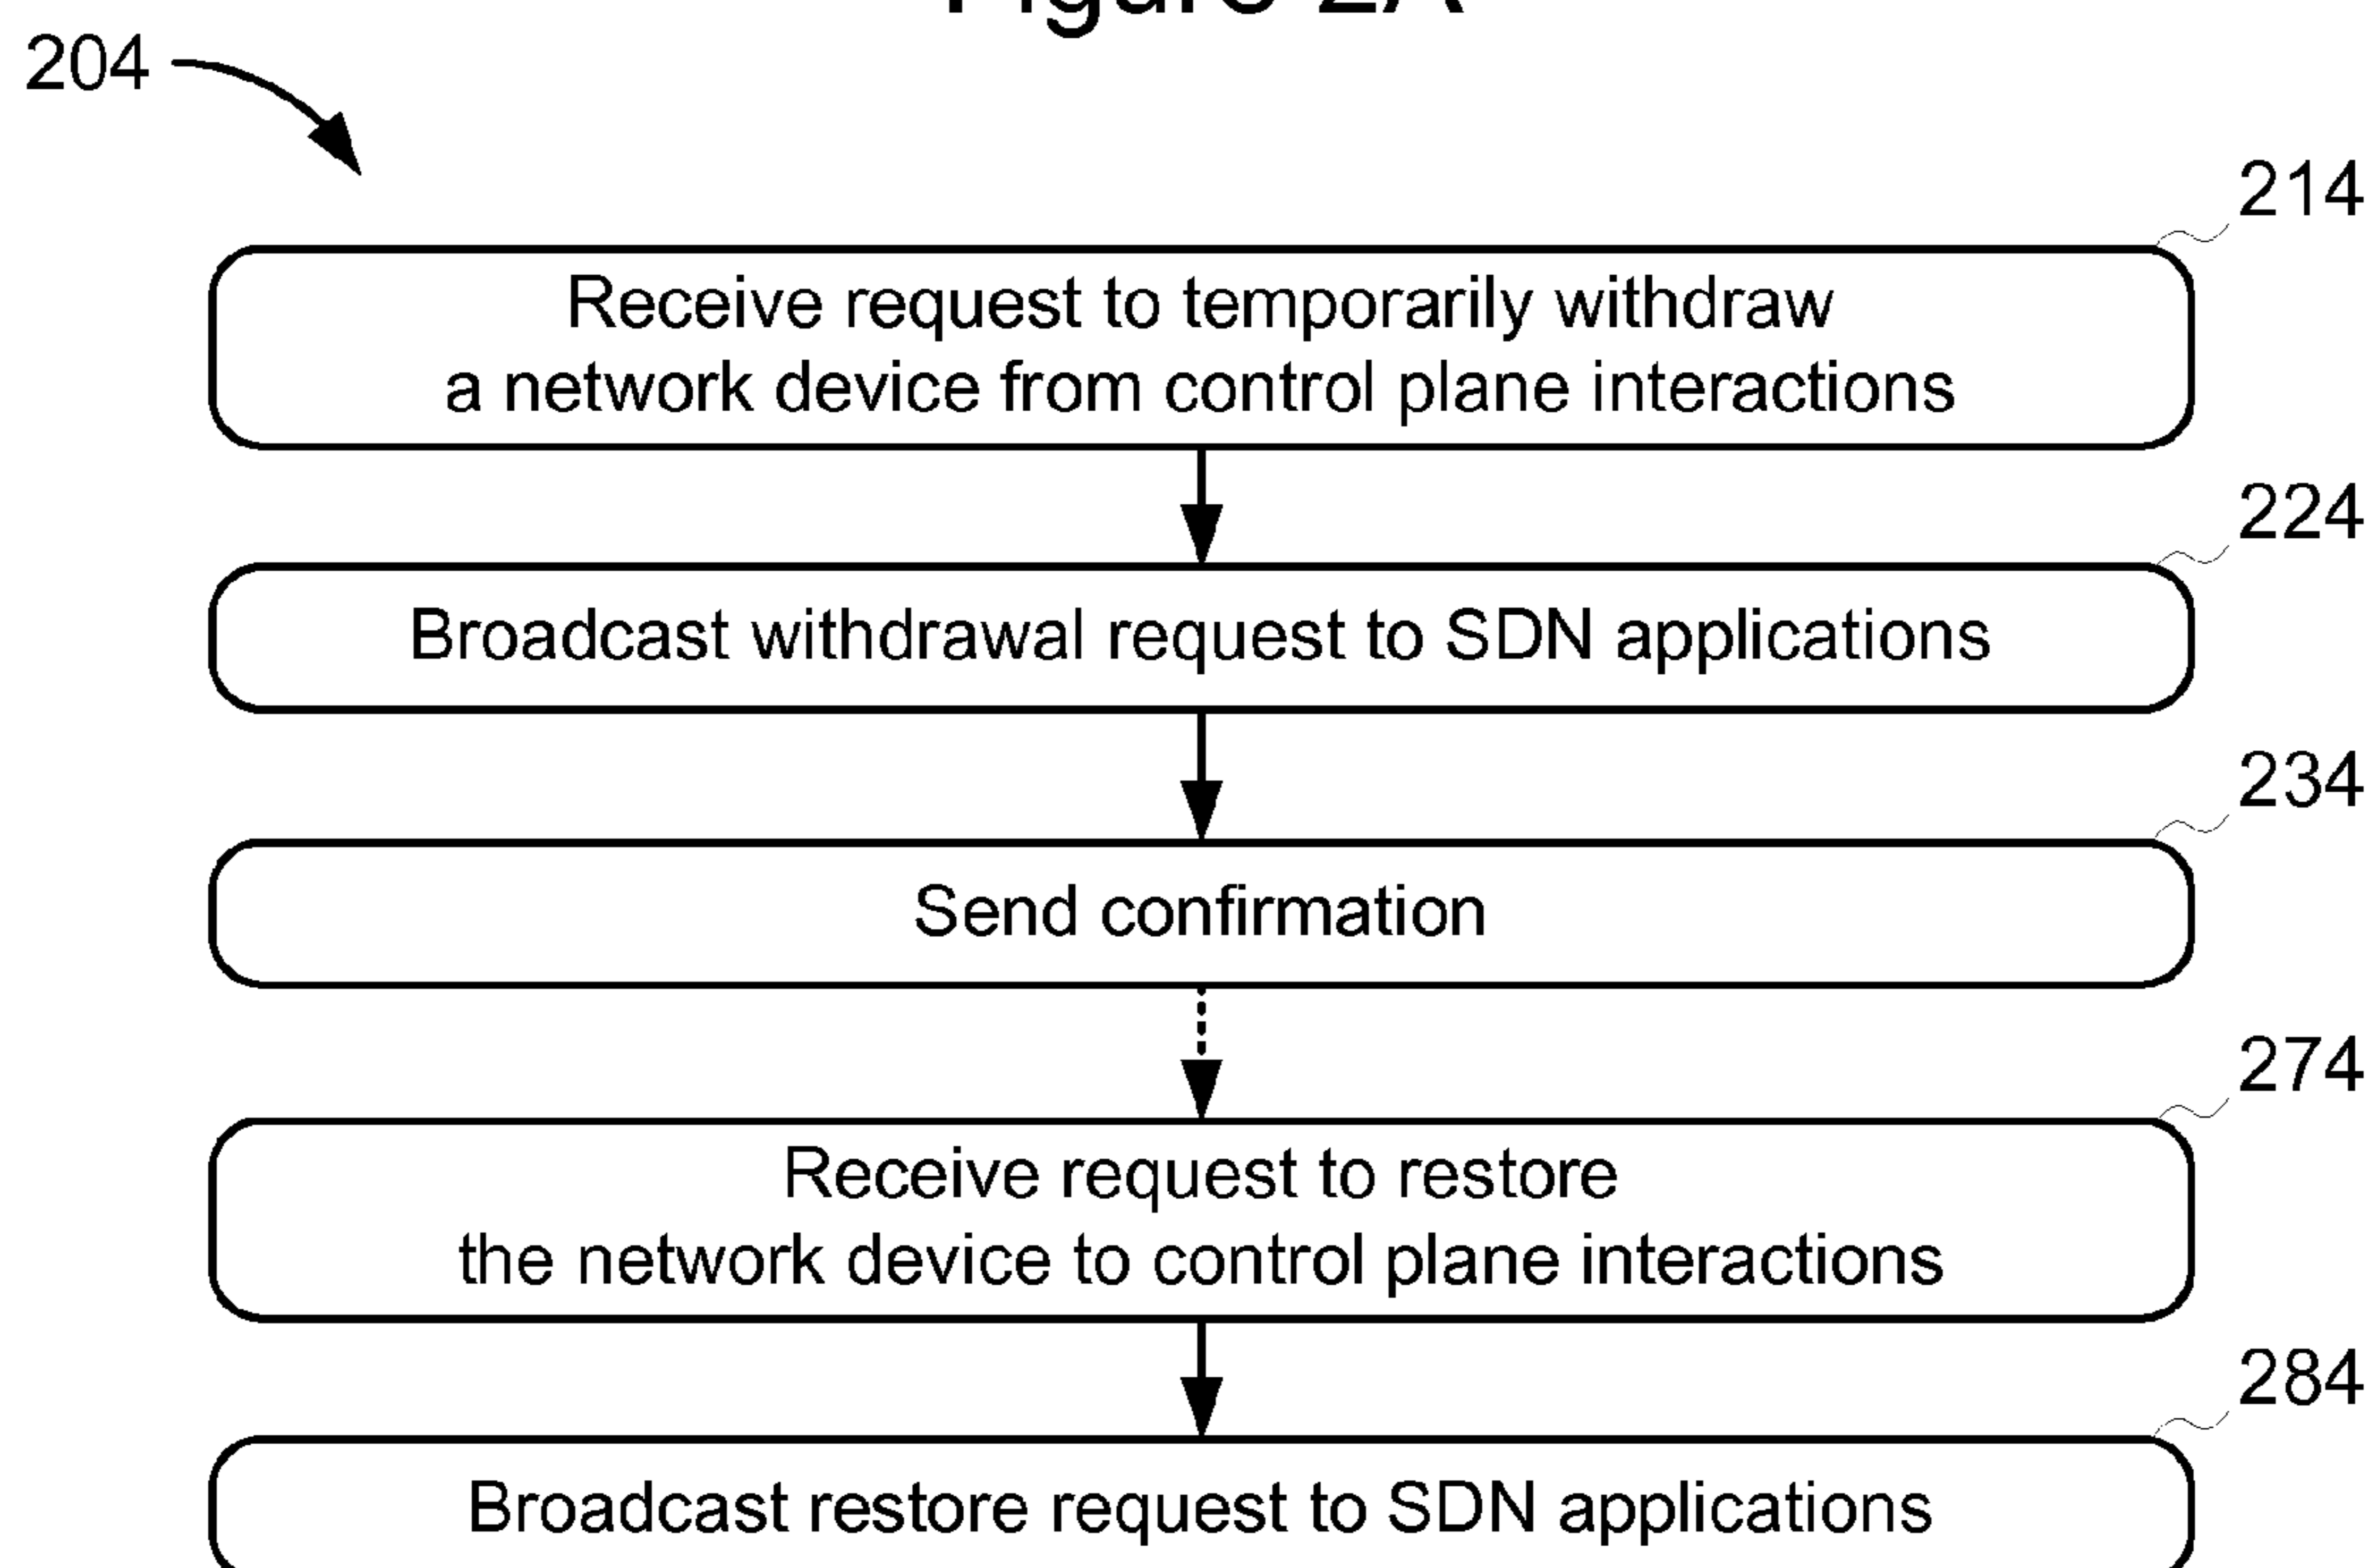 Figure 2A
204
214
Receive request to temporarily withdraw
a network device from control plane interactions
224
Broadcast withdrawal request to SDN applications
234
Send confirmation
274
Receive request to restore
the network device to control plane interactions
284
Broadcast restore request to SDN applications